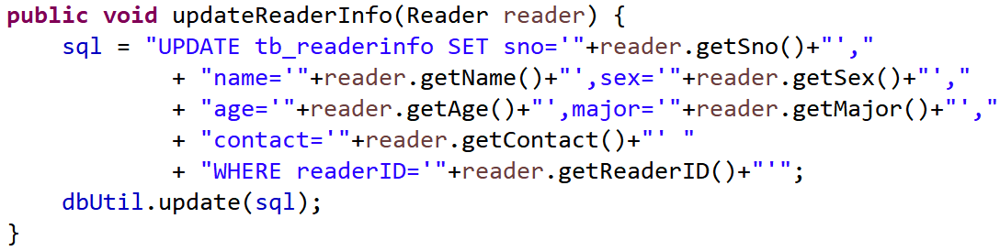 public void updateReaderInfo(Reader reader) {
    sql = "UPDATE tb_readerinfo SET sno='"+reader.getSno()+"',"
            + "name='"+reader.getName()+"',sex='"+reader.getSex()+"',"
            + "age='"+reader.getAge()+"',major='"+reader.getMajor()+"',"
            + "contact='"+reader.getContact()+"' "
            + "WHERE readerID='"+reader.getReaderID()+"'";
    dbUtil.update(sql);
}